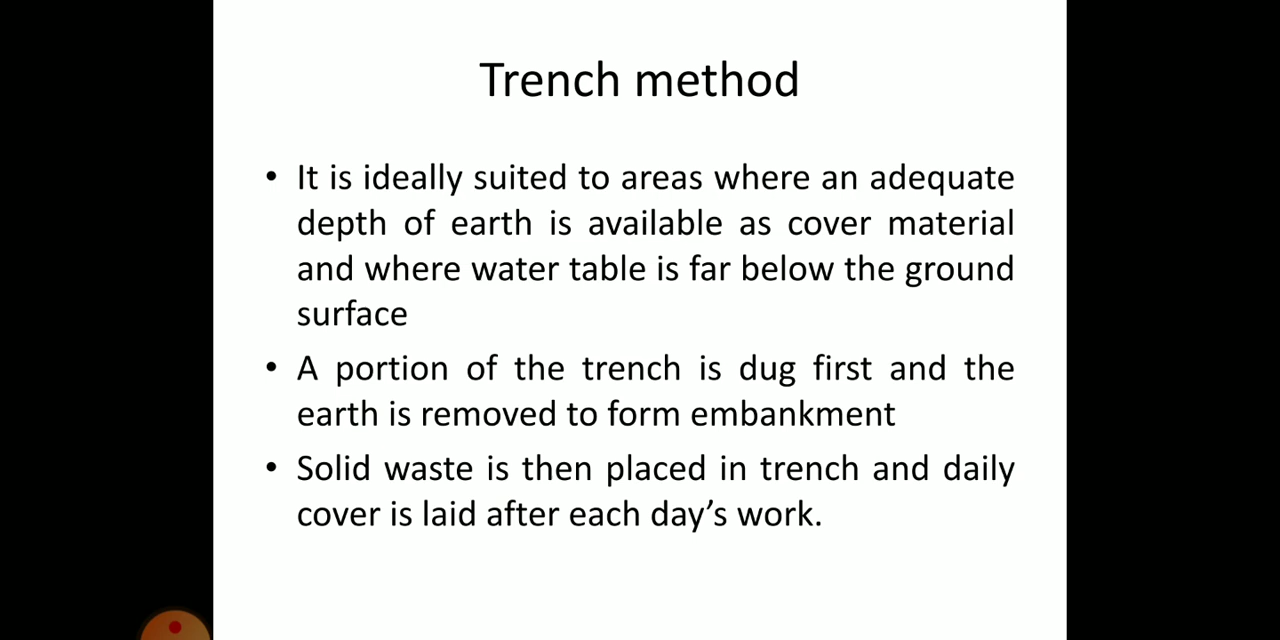 Trench method
• It is ideally suited to areas where an adequate
depth of earth is available as cover material
and where water table is far below the ground
surface
• A portion of the trench is dug first and the
earth is removed to form embankment
• Solid waste is then placed in trench and daily
cover is laid after each day’s work.